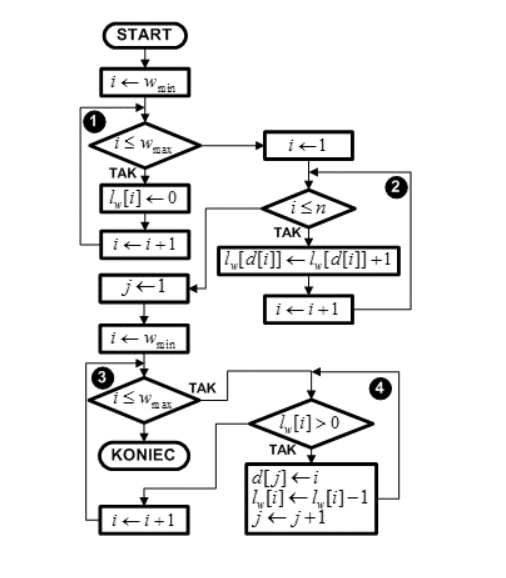 START
i ← w_min
1
i ≤ w_max
TAK
l_w[i] ← 0
i ← i + 1
i ← 1
2
i ≤ n
TAK
l_w[d[i]] ← l_w[d[i]] + 1
i ← i + 1
j ← 1
i ← w_min
3
i ≤ w_max
TAK
KONIEC
i ← i + 1
4
l_w[i] > 0
TAK
d[j] ← i
l_w[i] ← l_w[i] − 1
j ← j + 1